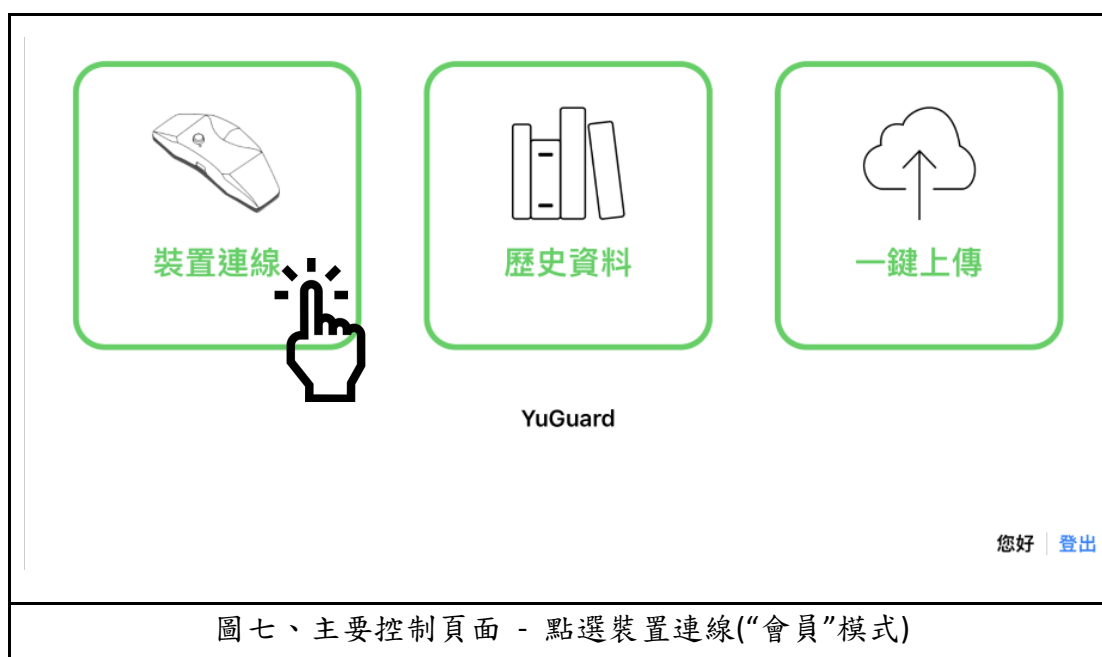 裝置連線
歷史資料
一鍵上傳
YuGuard
您好 登出
圖七、主要控制頁面 - 點選裝置連線(“會員”模式)